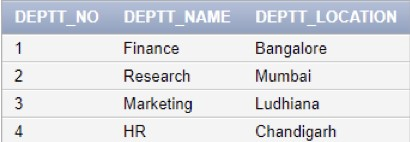 DEPTT_NO DEPTT_NAME DEPTT_LOCATION
1 Finance Bangalore
2 Research Mumbai
3 Marketing Ludhiana
4 HR Chandigarh